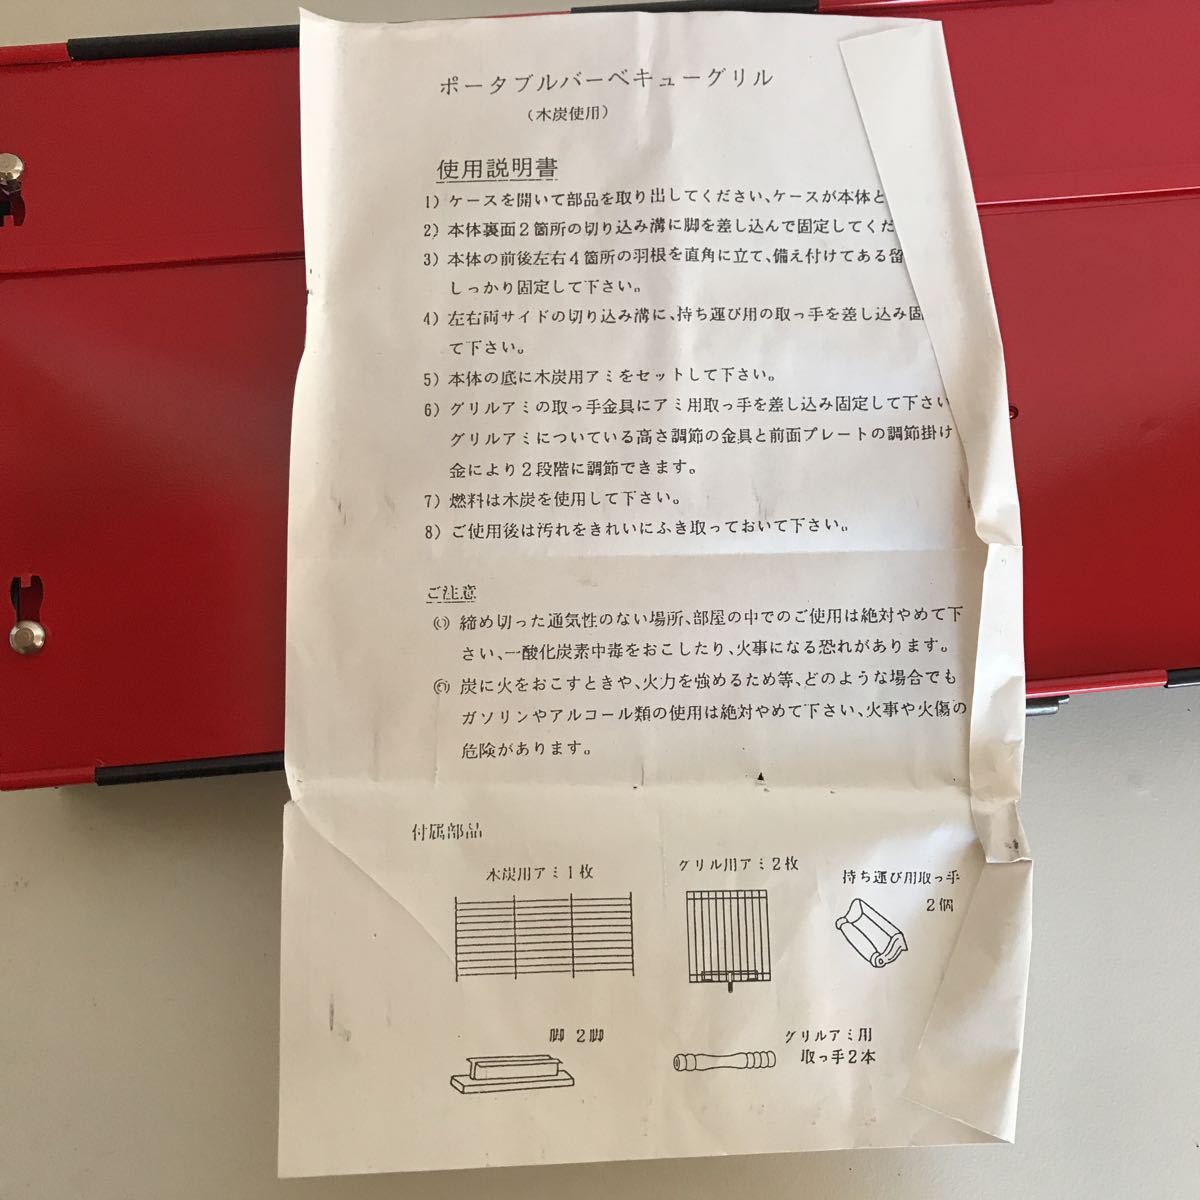 ポータブルバーベキューグリル
(木炭使用)
使用説明書
1) ケースを開いて部品を取り出してください、ケースが本体と
2) 本体裏面2箇所の切り込み溝に脚を差し込んで固定してくだ
3) 本体の前後左右4箇所の羽根を直角に立て、備え付けてある留
しっかり固定して下さい。
4) 左右両サイドの切り込み溝に、持ち運び用の取っ手を差し込み固
て下さい。
5) 本体の底に木炭用アミをセットして下さい。
6) グリルアミの取っ手金具にアミ用取っ手を差し込み固定して下さい
グリルアミについている高さ調節の金具と前面プレートの調節掛け
金により2段階に調節できます。
7) 燃料は木炭を使用して下さい。
8) ご使用後は汚れをきれいにふき取っておいて下さい。
ご注意
◎ 締め切った通気性のない場所、部屋の中でのご使用は絶対やめて下
さい、一酸化炭素中毒をおこしたり、火事になる恐れがあります。
◎ 炭に火をおこすときや、火力を強めるため等、どのような場合でも
ガソリンやアルコール類の使用は絶対やめて下さい、火事や火傷の
危険があります。
付属部品
木炭用アミ1枚
グリル用アミ2枚
持ち運び用取っ手
2個
脚 2脚
グリルアミ用
取っ手2本